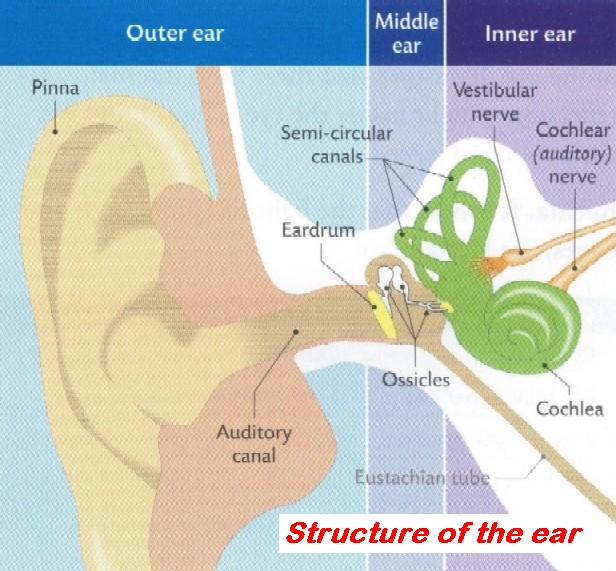 Outer ear
Middle
ear
Inner ear
Pinna
Semi-circular
canals
Vestibular
nerve
Cochlear
(auditory)
nerve
Eardrum
Ossicles
Cochlea
Auditory
canal
Eustachian tube
Structure of the ear